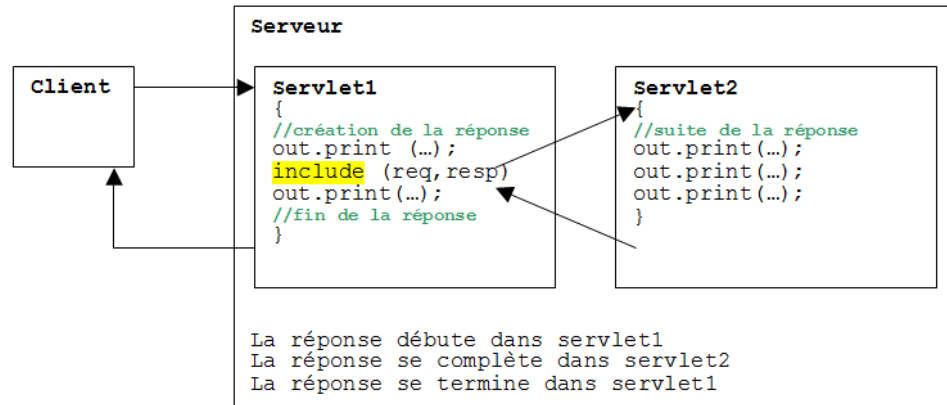 Serveur
Client
Servlet1
{
//création de la réponse
out.print (…);
include (req,resp)
out.print(…);
//fin de la réponse
}
Servlet2
{
//suite de la réponse
out.print(…);
out.print(…);
out.print(…);
}
La réponse débute dans servlet1
La réponse se complète dans servlet2
La réponse se termine dans servlet1